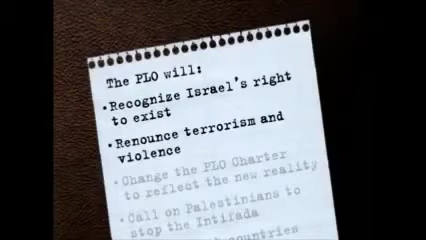 The PLO will:
•Recognize Israel's right
to exist
•Renounce terrorism and
violence
•Change the PLO Charter
to reflect the new reality
•Call on Palestinians to
stop the Intifada
countries